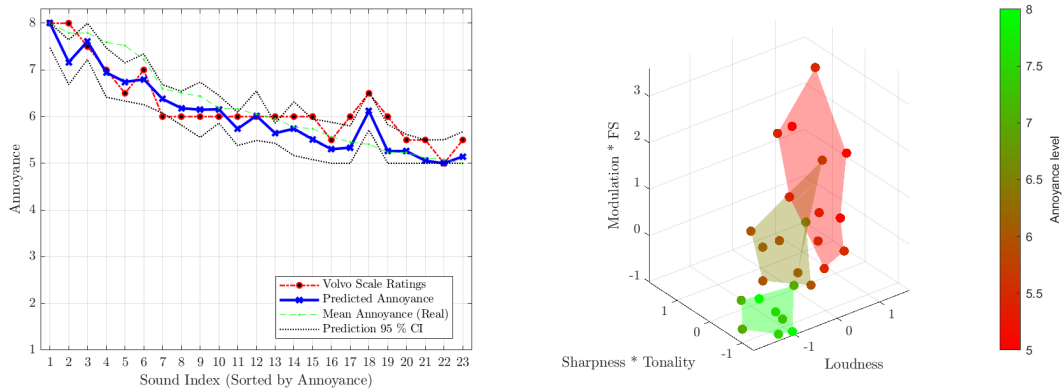 8
7
6
5
4
3
2
1
Annoyance
1 2 3 4 5 6 7 8 9 10 11 12 13 14 15 16 17 18 19 20 21 22 23
Sound Index (Sorted by Annoyance)
Volvo Scale Ratings
Predicted Annoyance
Mean Annoyance (Real)
Prediction 95 % CI
3
2
1
0
-1
Modulation * FS
1
0
-1
Sharpness * Tonality
-1
0
1
Loudness
8
7.5
7
6.5
6
5.5
5
Annoyance level